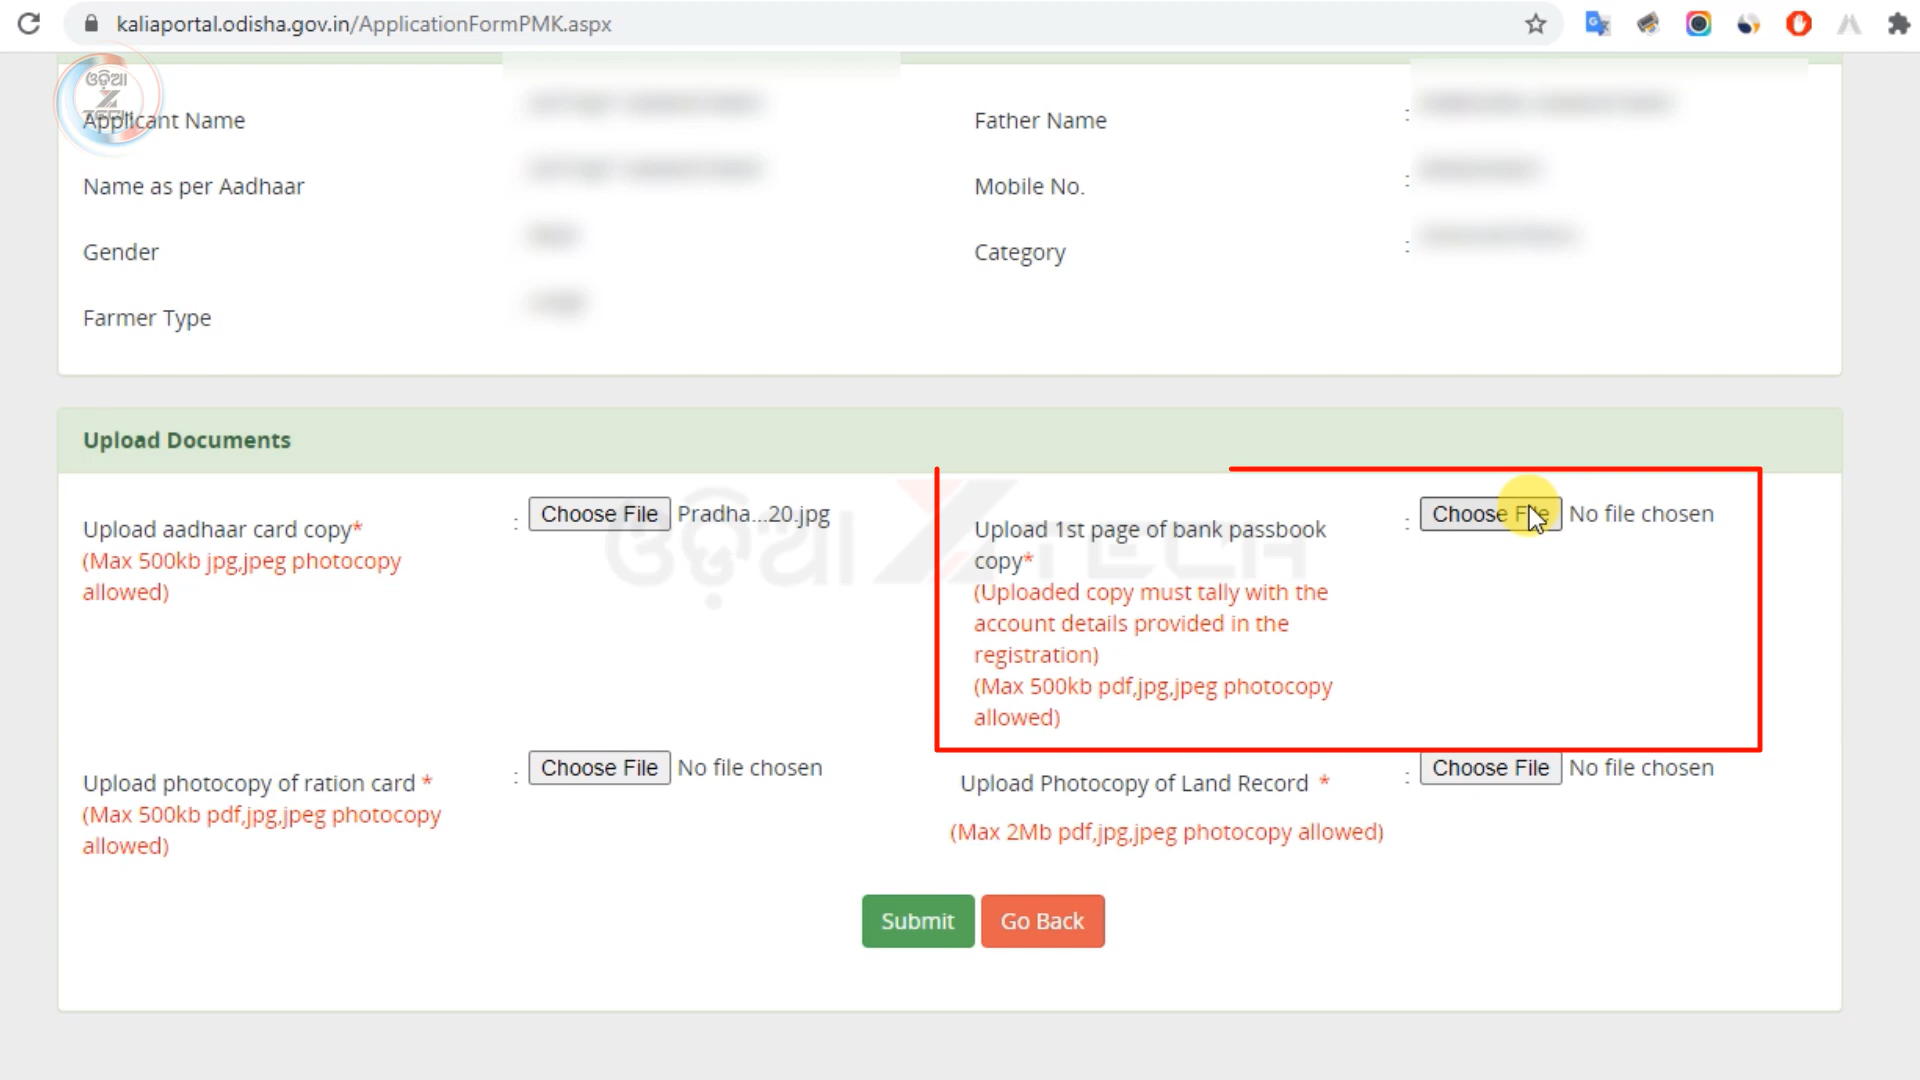 kaliaportal.odisha.gov.in/ApplicationFormPMK.aspx
ଓଡ଼ିଆ
Z
TECH
Applicant Name
Father Name
:
Name as per Aadhaar
Mobile No.
:
Gender
Category
:
Farmer Type
Upload Documents
Upload aadhaar card copy*
(Max 500kb jpg,jpeg photocopy
allowed)
: Choose File Pradha...20.jpg
Upload 1st page of bank passbook
copy*
(Uploaded copy must tally with the
account details provided in the
registration)
(Max 500kb pdf,jpg,jpeg photocopy
allowed)
: Choose File No file chosen
ଓଡ଼ିଆ Z TECH
Upload photocopy of ration card *
(Max 500kb pdf,jpg,jpeg photocopy
allowed)
: Choose File No file chosen
Upload Photocopy of Land Record *
(Max 2Mb pdf,jpg,jpeg photocopy allowed)
: Choose File No file chosen
Submit Go Back